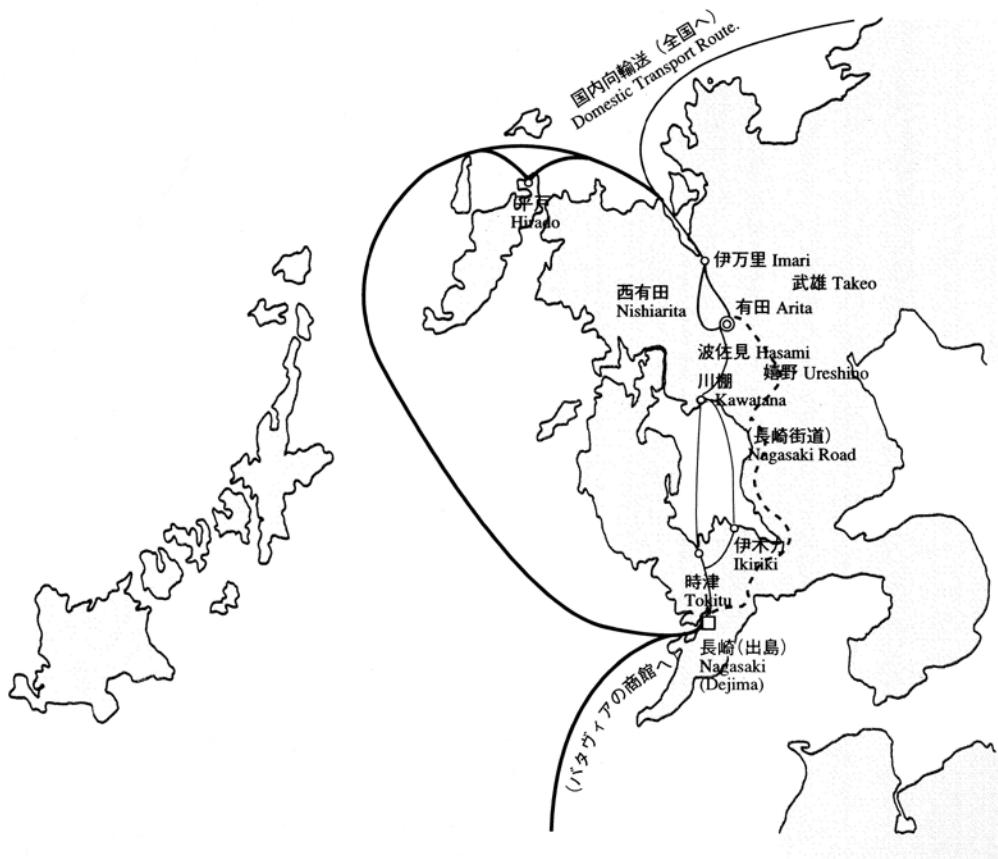 国内向輸送（全国へ）
Domestic Transport Route.
平戸
Hirado
伊万里 Imari
武雄 Takeo
西有田
Nishiarita
有田 Arita
波佐見 Hasami
嬉野 Ureshino
川棚
Kawatana
(長崎街道)
Nagasaki Road
伊木力
Ikiriki
時津
Tokitu
長崎(出島)
Nagasaki
(Dejima)
(バタヴィアの商館へ